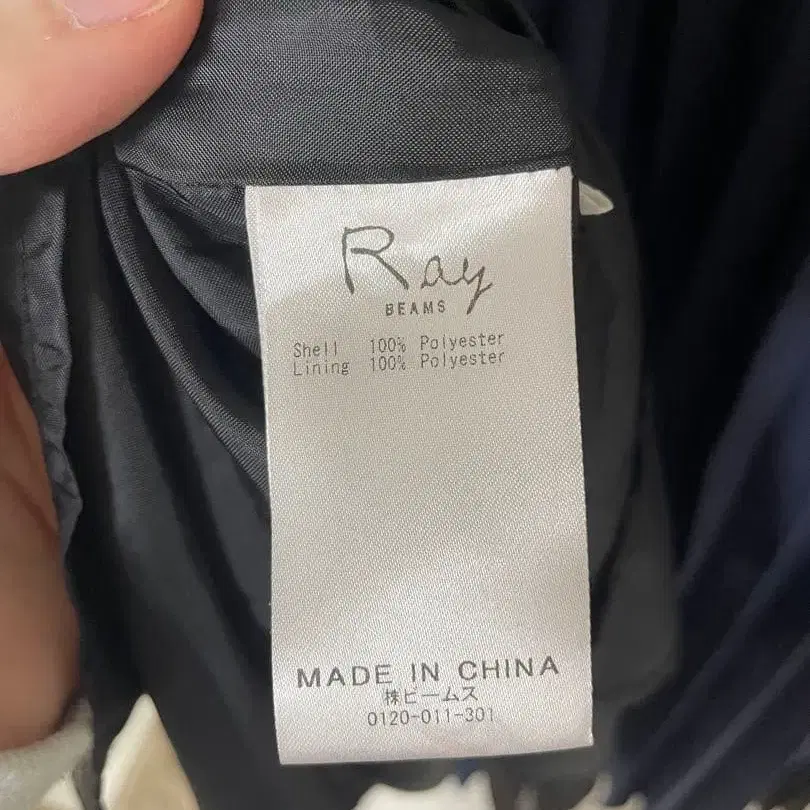 Ray
BEAMS
Shell 100% Polyester
Lining 100% Polyester
MADE IN CHINA
㈱ビームス
0120-011-301